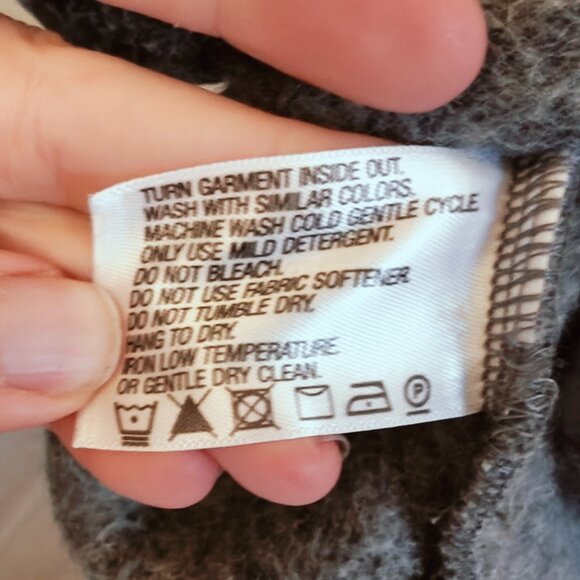 TURN GARMENT INSIDE OUT.
WASH WITH SIMILAR COLORS.
MACHINE WASH COLD GENTLE CYCLE
ONLY USE MILD DETERGENT.
DO NOT BLEACH.
DO NOT USE FABRIC SOFTENER
DO NOT TUMBLE DRY.
HANG TO DRY.
IRON LOW TEMPERATURE
OR GENTLE DRY CLEAN.
P